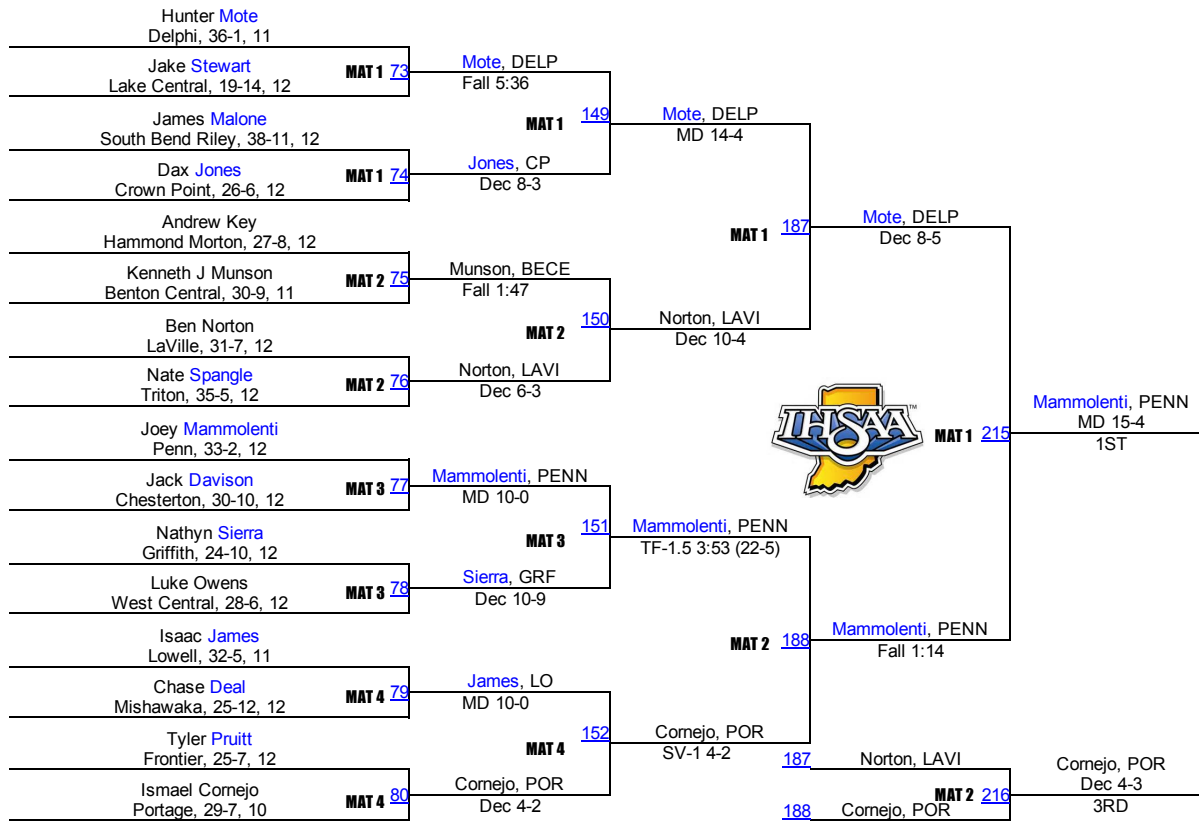 Hunter Mote
Delphi, 36-1, 11
Jake Stewart
Lake Central, 19-14, 12
MAT 1 73
Mote, DELP
Fall 5:36
James Malone
South Bend Riley, 38-11, 12
Dax Jones
Crown Point, 26-6, 12
MAT 1 74
Jones, CP
Dec 8-3
MAT 1 149
Mote, DELP
MD 14-4
Andrew Key
Hammond Morton, 27-8, 12
Kenneth J Munson
Benton Central, 30-9, 11
MAT 2 75
Munson, BECE
Fall 1:47
Ben Norton
LaVille, 31-7, 12
Nate Spangle
Triton, 35-5, 12
MAT 2 76
Norton, LAVI
Dec 6-3
MAT 2 150
Norton, LAVI
Dec 10-4
MAT 1 187
Mote, DELP
Dec 8-5
Joey Mammolenti
Penn, 33-2, 12
Jack Davison
Chesterton, 30-10, 12
MAT 3 77
Mammolenti, PENN
MD 10-0
Nathyn Sierra
Griffith, 24-10, 12
Luke Owens
West Central, 28-6, 12
MAT 3 78
Sierra, GRF
Dec 10-9
MAT 3 151
Mammolenti, PENN
TF-1.5 3:53 (22-5)
Isaac James
Lowell, 32-5, 11
Chase Deal
Mishawaka, 25-12, 12
MAT 4 79
James, LO
MD 10-0
Tyler Pruitt
Frontier, 25-7, 12
Ismael Cornejo
Portage, 29-7, 10
MAT 4 80
Cornejo, POR
Dec 4-2
MAT 4 152
Cornejo, POR
SV-1 4-2
MAT 2 188
Mammolenti, PENN
Fall 1:14
IHSAA™
MAT 1 215
Mammolenti, PENN
MD 15-4
1ST
187 Norton, LAVI
188 Cornejo, POR
MAT 2 216
Cornejo, POR
Dec 4-3
3RD